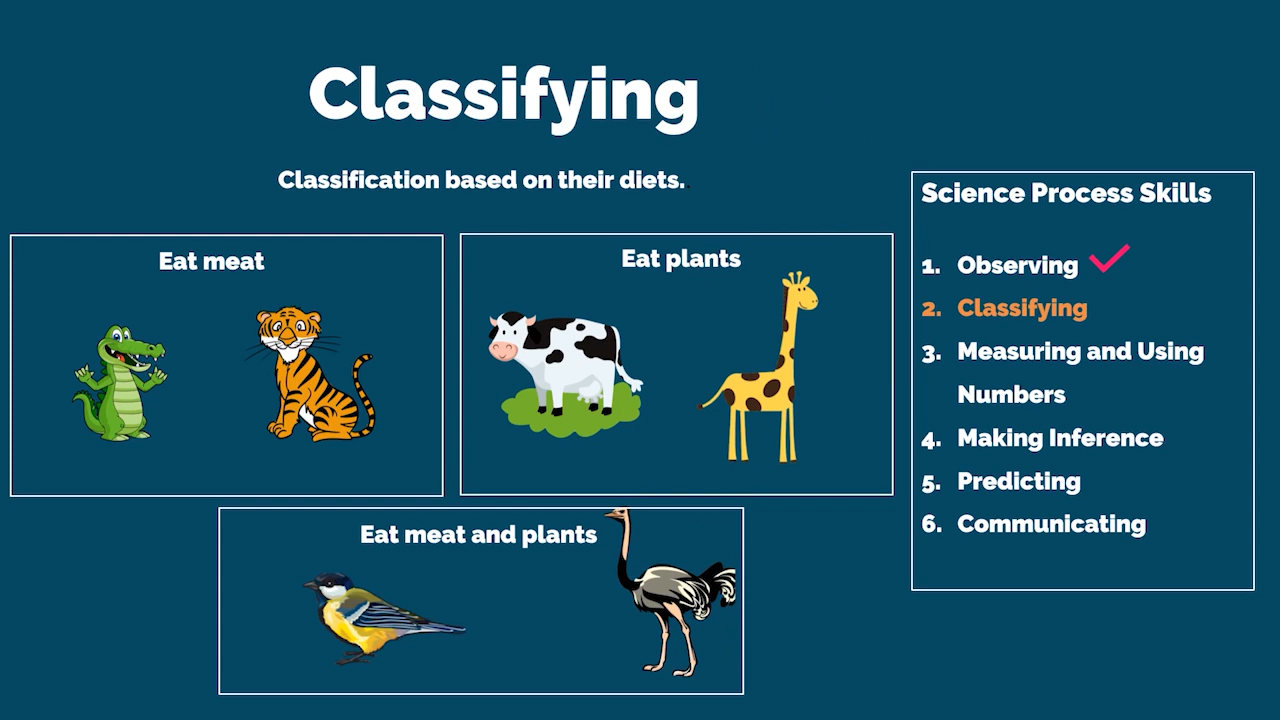 Classifying
Classification based on their diets..
Eat meat
Eat plants
Eat meat and plants
Science Process Skills
1. Observing
2. Classifying
3. Measuring and Using
Numbers
4. Making Inference
5. Predicting
6. Communicating